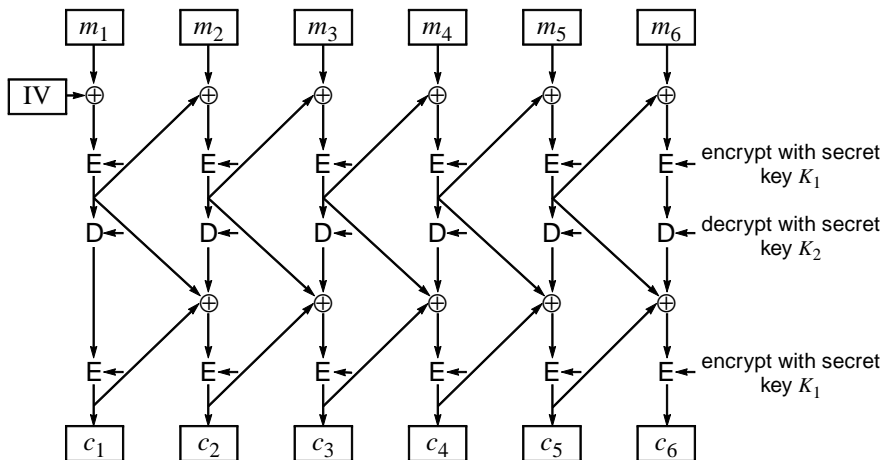 m₁ m₂ m₃ m₄ m₅ m₆
IV
E E E E E E encrypt with secret
key K₁
D D D D D D decrypt with secret
key K₂
E E E E E E encrypt with secret
key K₁
c₁ c₂ c₃ c₄ c₅ c₆